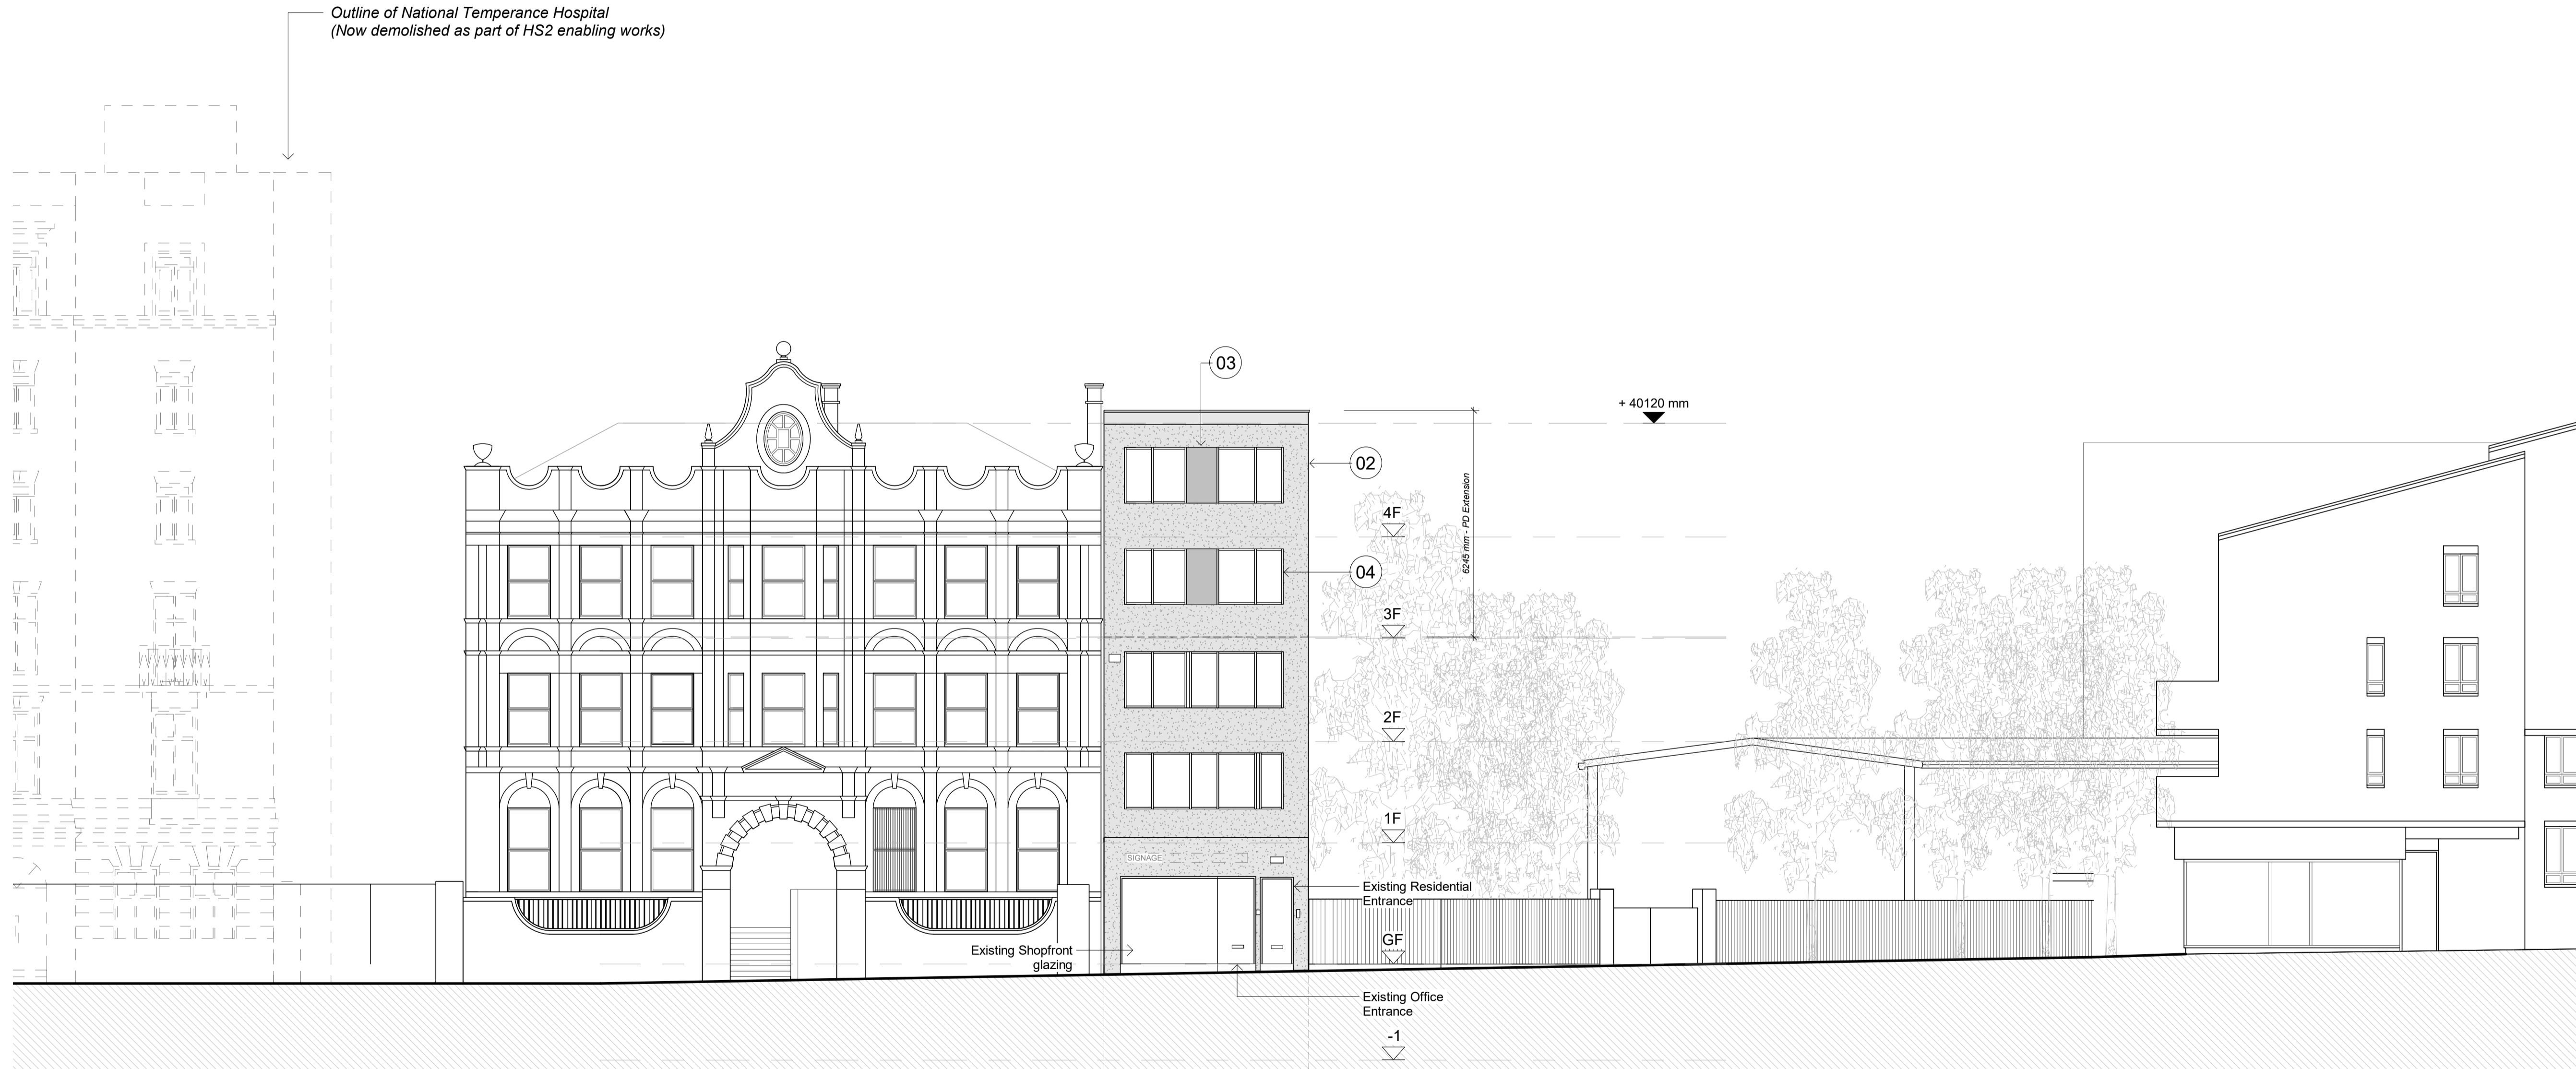 Outline of National Temperance Hospital
(Now demolished as part of HS2 enabling works)
03
+ 40120 mm
02
6245 mm - PD Extension
4F
04
3F
2F
1F
SIGNAGE
Existing Residential
Entrance
GF
Existing Shopfront
glazing
Existing Office
Entrance
-1